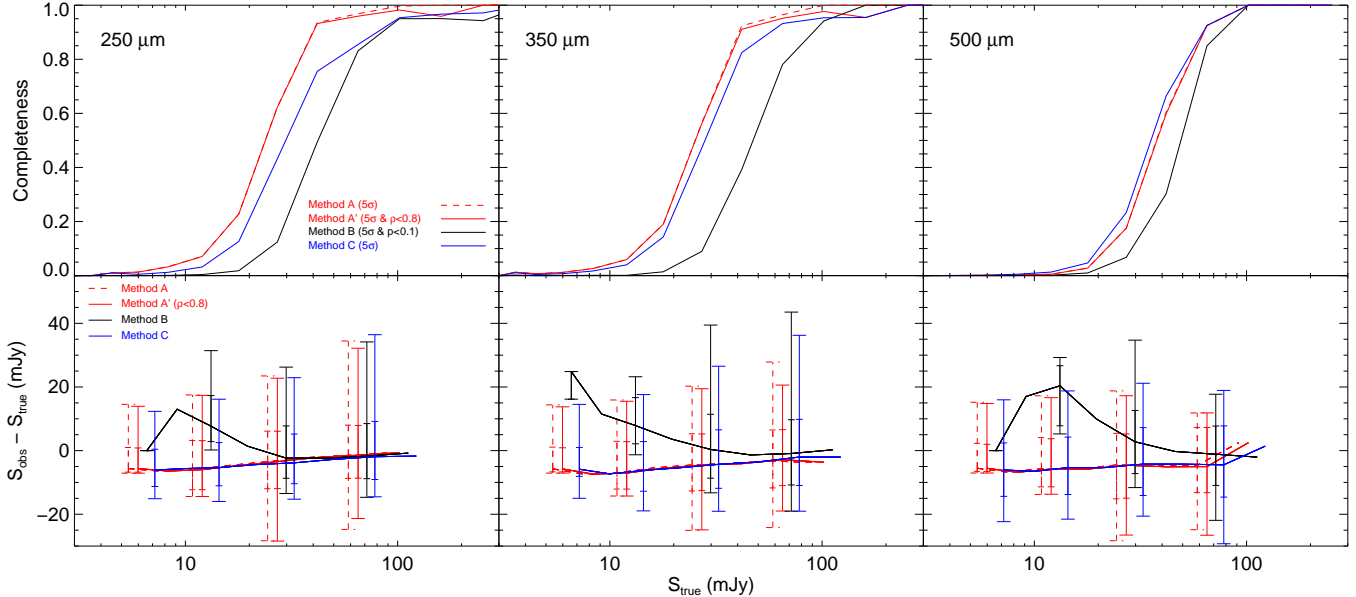 250 μm
350 μm
500 μm
Completeness
1.0
0.8
0.6
0.4
0.2
0.0
Method A (5σ)
Method A' (5σ & ρ<0.8)
Method B (5σ & p<0.1)
Method C (5σ)
Method A
Method A' (ρ<0.8)
Method B
Method C
S_obs − S_true (mJy)
40
20
0
−20
10 100
10 100
10 100
S_true (mJy)